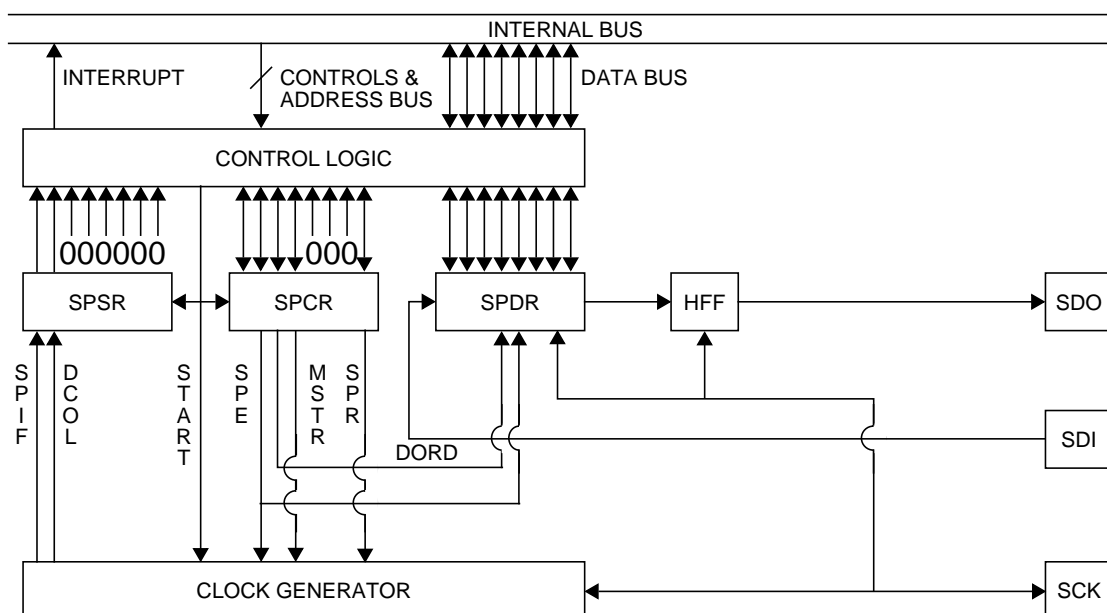 INTERNAL BUS
INTERRUPT
CONTROLS &
ADDRESS BUS
DATA BUS
CONTROL LOGIC
000000
000
SPSR
SPCR
SPDR
HFF
SDO
SPIF
DCOL
START
SPE
MSTR
SPR
DORD
SDI
CLOCK GENERATOR
SCK